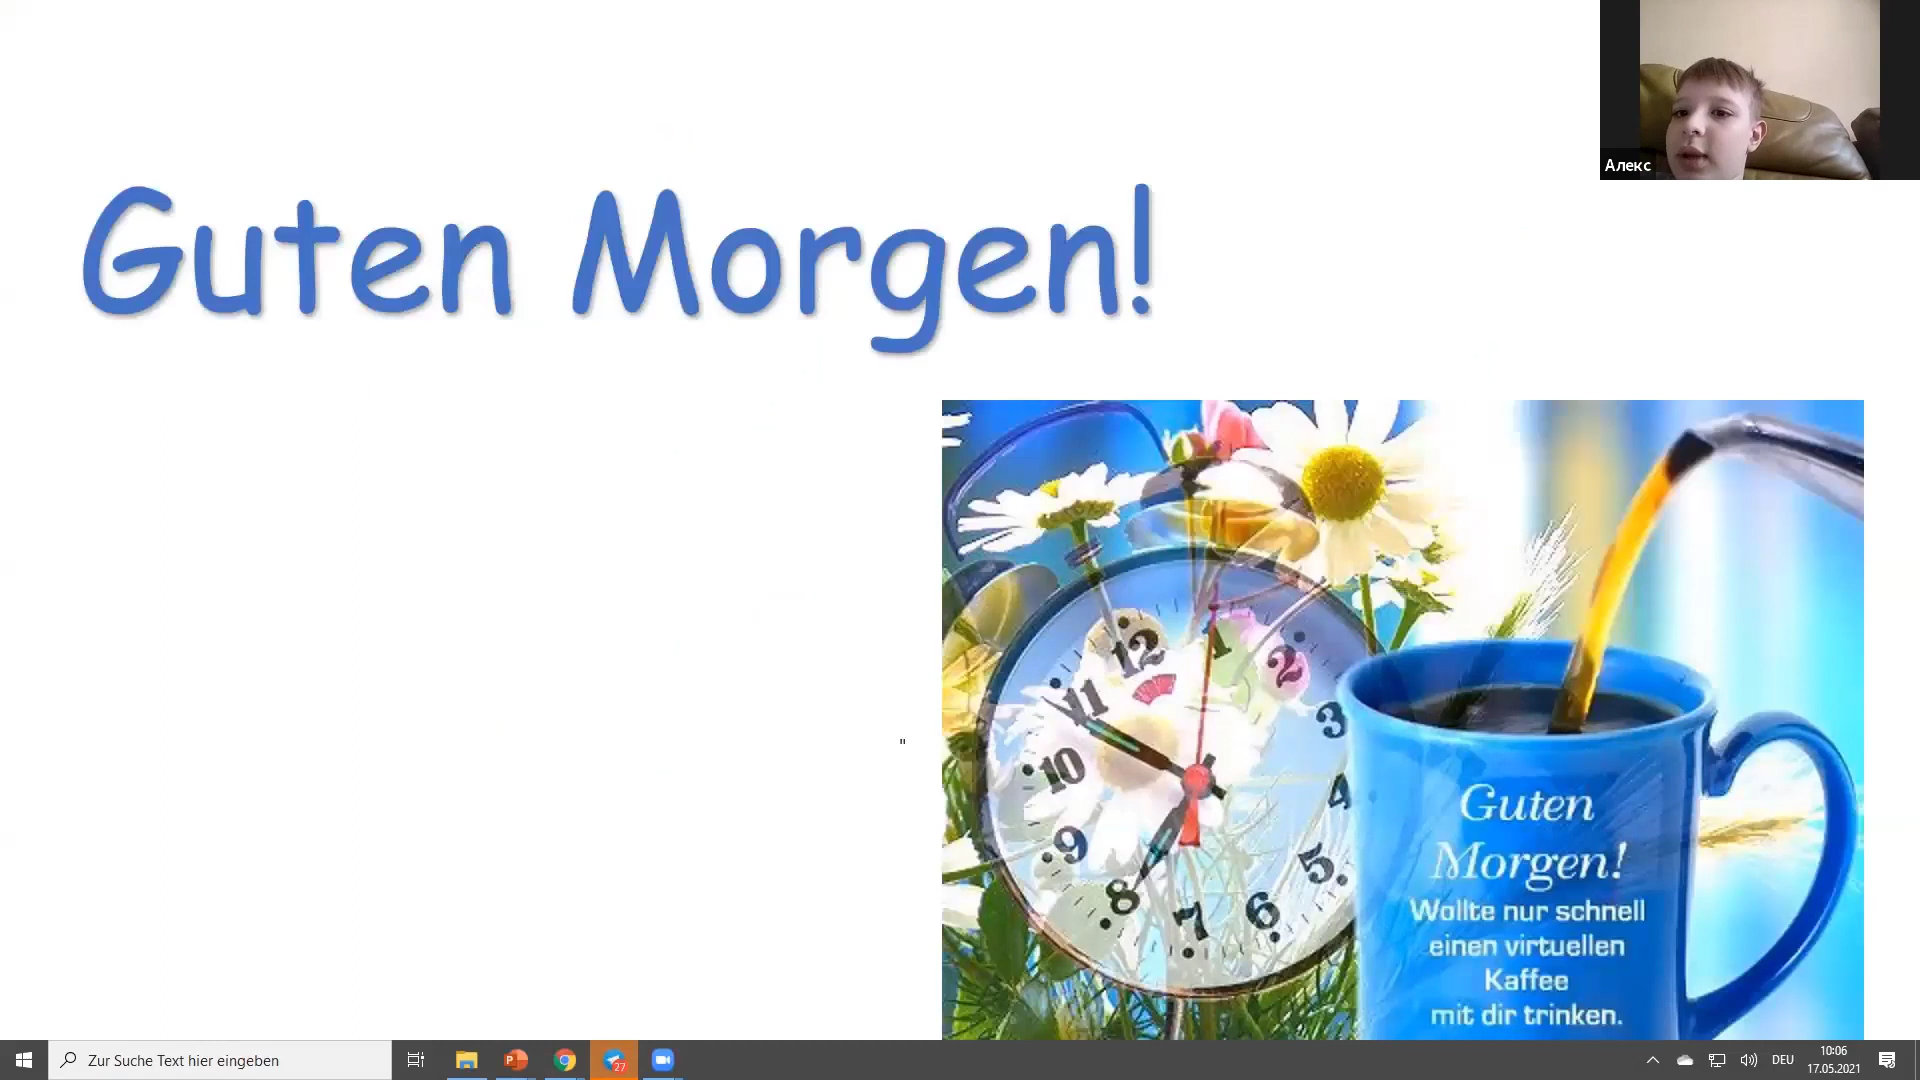 Алекс
Guten Morgen!
"
12
1
2
3
4
5
6
7
8
9
10
11
Guten
Morgen!
Wollte nur schnell
einen virtuellen
Kaffee
mit dir trinken.
Zur Suche Text hier eingeben
27
DEU
10:06
17.05.2021